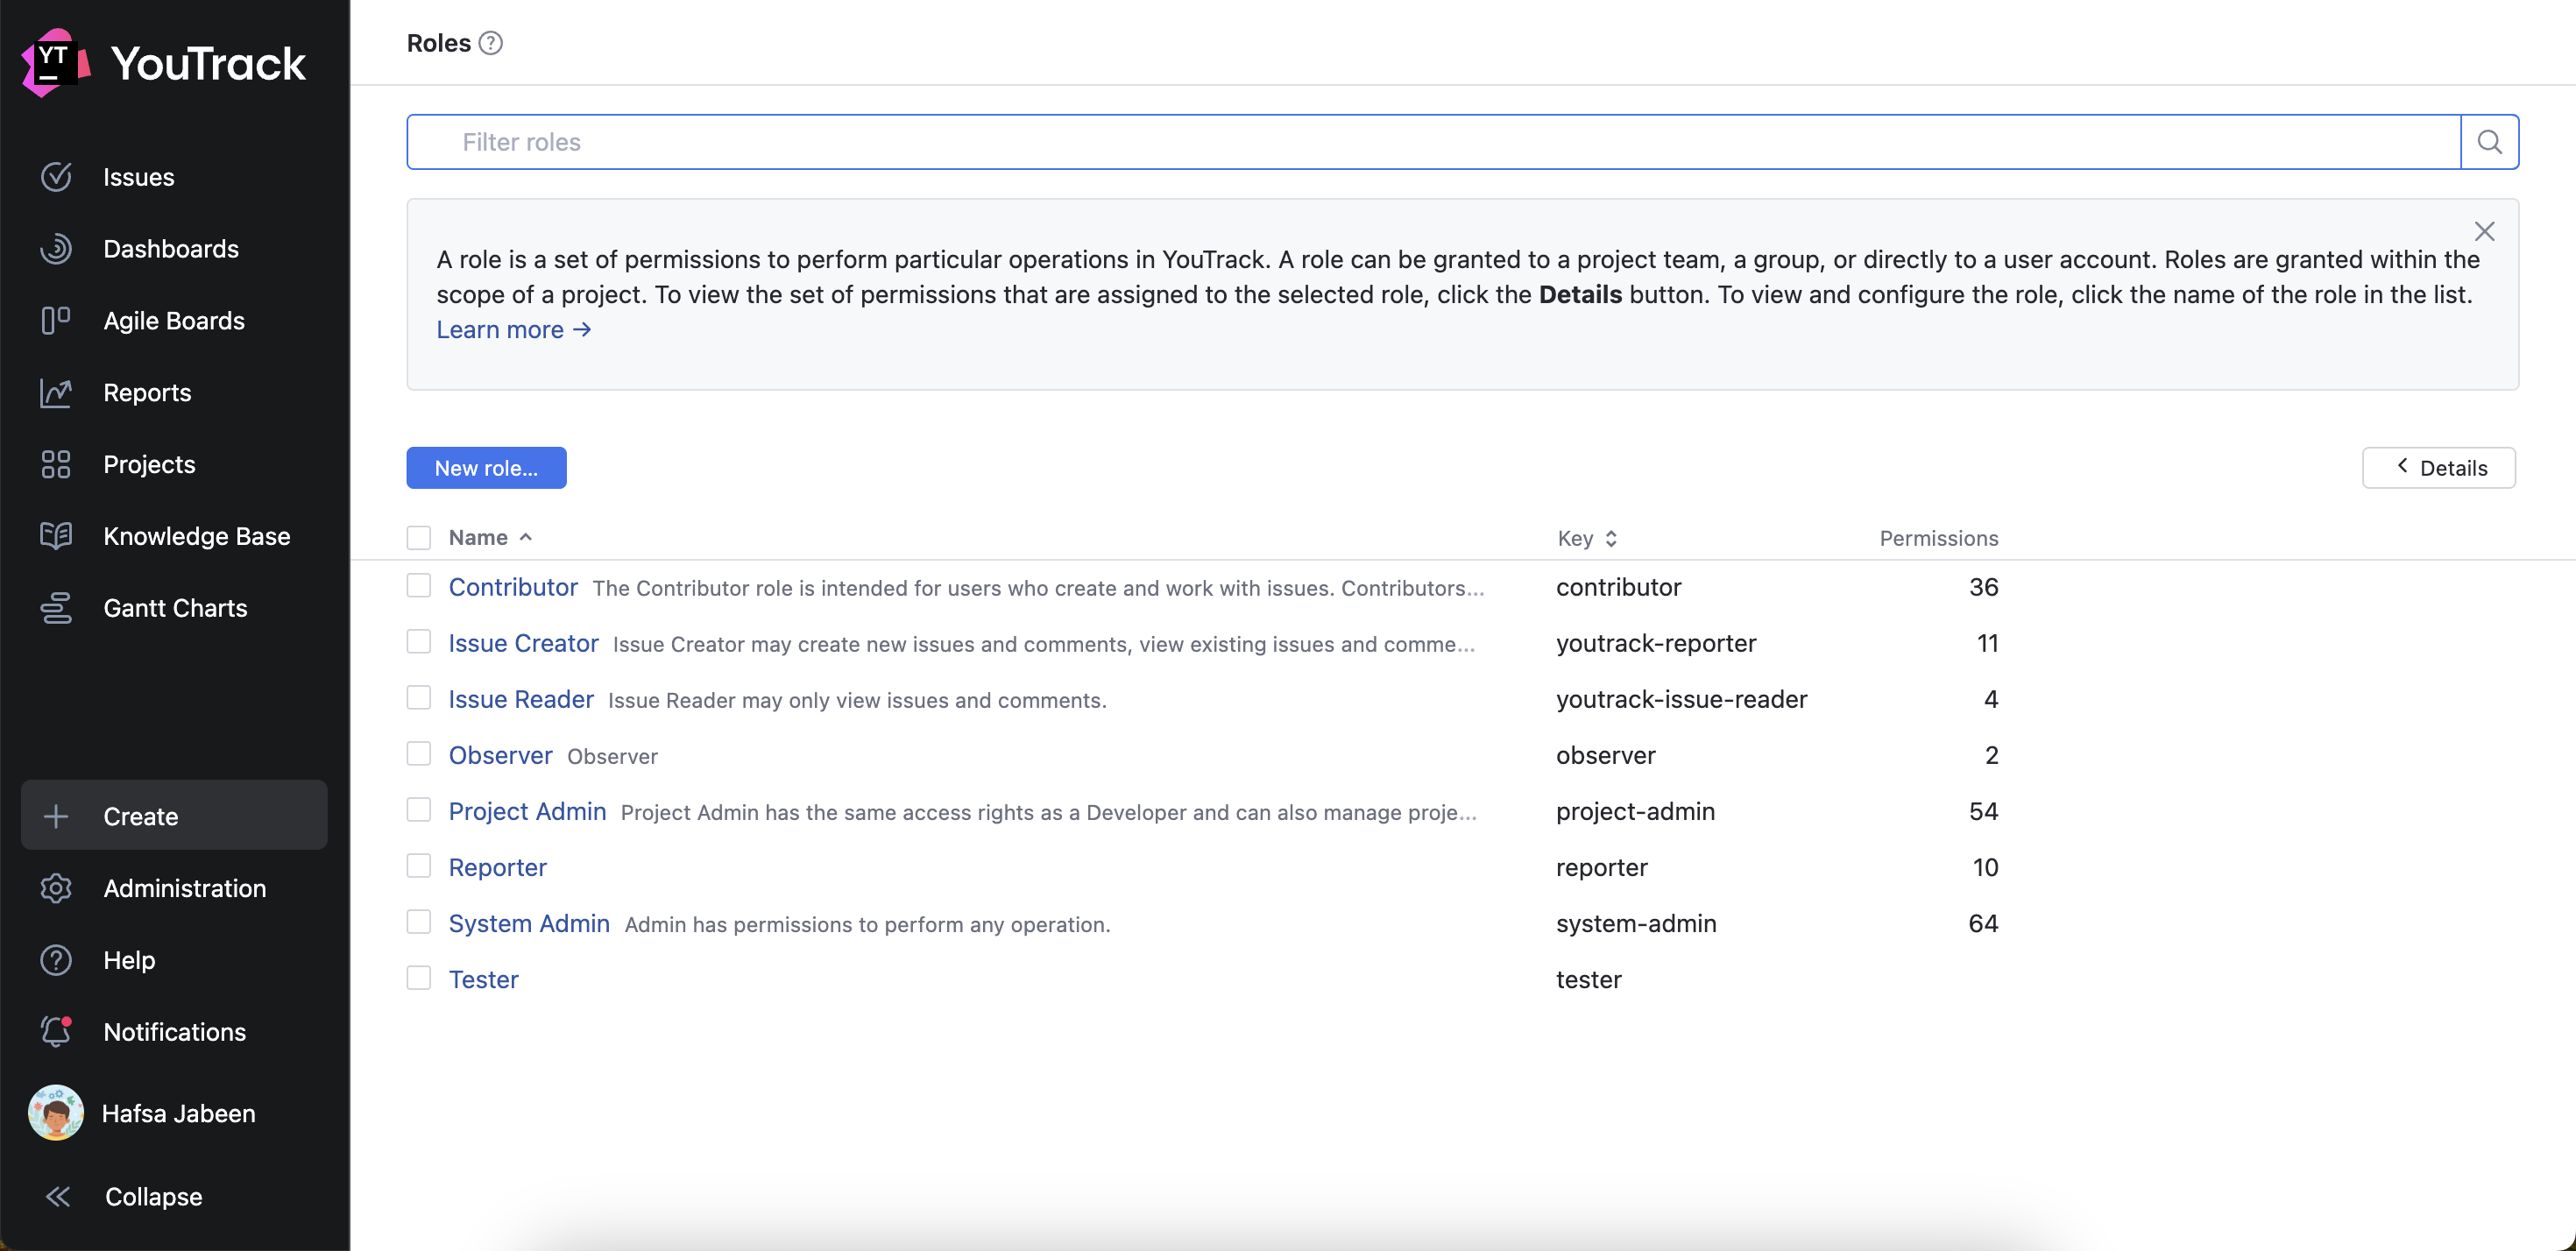 YT
YouTrack
Issues
Dashboards
Agile Boards
Reports
Projects
Knowledge Base
Gantt Charts
Create
Administration
Help
Notifications
Hafsa Jabeen
Collapse
Roles
Filter roles
A role is a set of permissions to perform particular operations in YouTrack. A role can be granted to a project team, a group, or directly to a user account. Roles are granted within the
scope of a project. To view the set of permissions that are assigned to the selected role, click the Details button. To view and configure the role, click the name of the role in the list.
Learn more →
New role...
Details
Name Key Permissions
Contributor The Contributor role is intended for users who create and work with issues. Contributors... contributor 36
Issue Creator Issue Creator may create new issues and comments, view existing issues and comme... youtrack-reporter 11
Issue Reader Issue Reader may only view issues and comments. youtrack-issue-reader 4
Observer Observer observer 2
Project Admin Project Admin has the same access rights as a Developer and can also manage proje... project-admin 54
Reporter reporter 10
System Admin Admin has permissions to perform any operation. system-admin 64
Tester tester